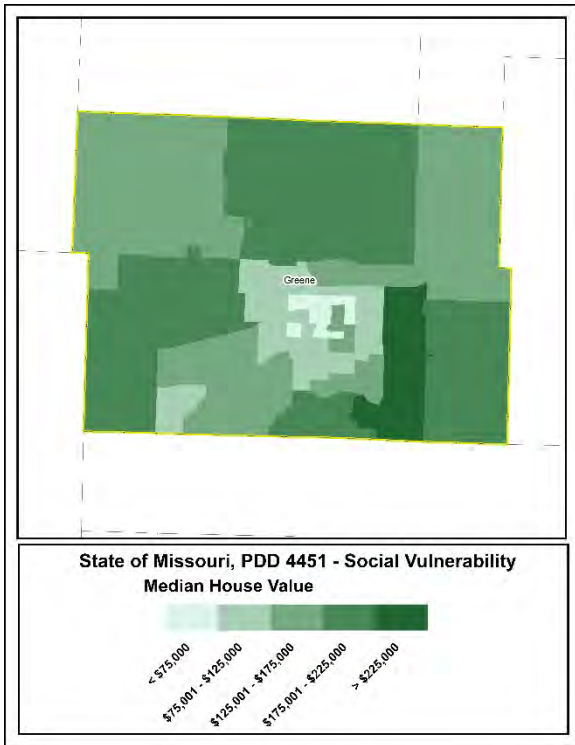 Greene
State of Missouri, PDD 4451 - Social Vulnerability
Median House Value
< $75,000
$75,001 - $125,000
$125,001 - $175,000
$175,001 - $225,000
> $225,000